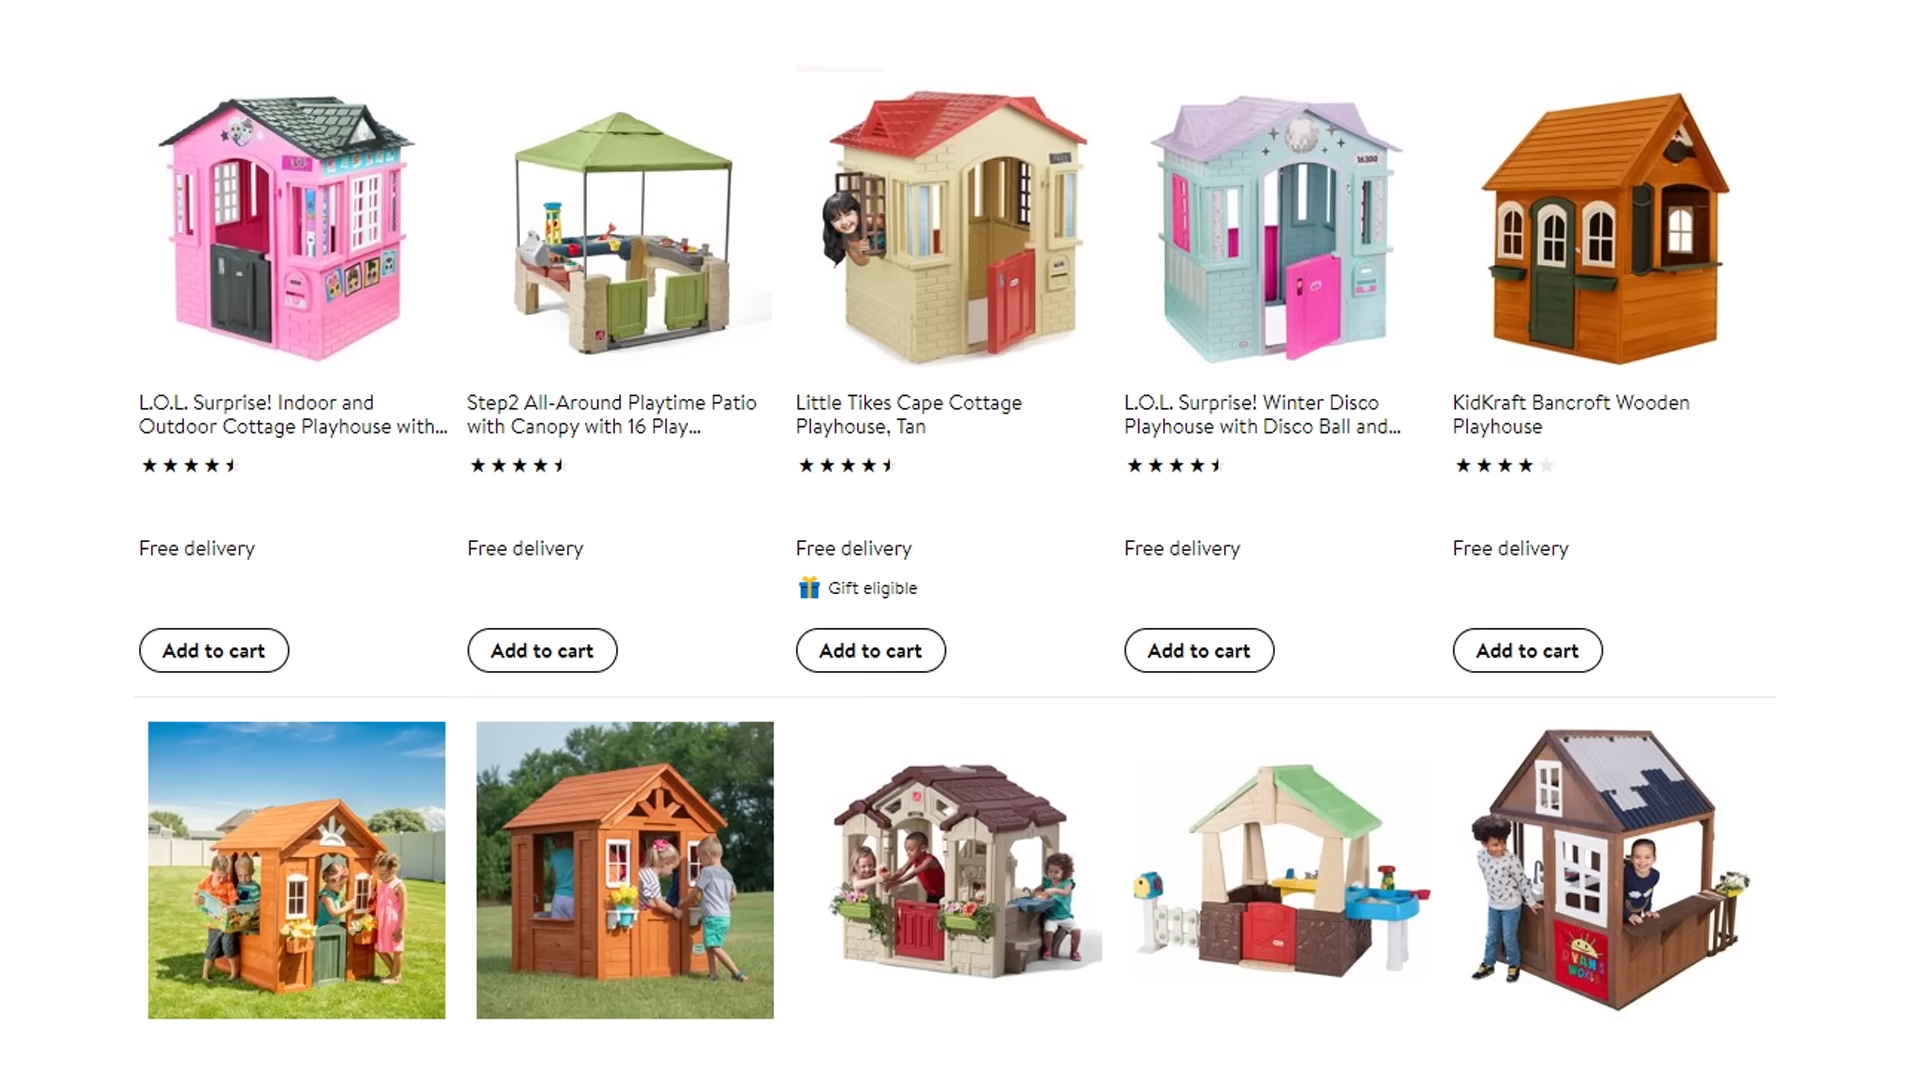 L.O.L. Surprise! Indoor and
Outdoor Cottage Playhouse with...
Step2 All-Around Playtime Patio
with Canopy with 16 Play...
Little Tikes Cape Cottage
Playhouse, Tan
L.O.L. Surprise! Winter Disco
Playhouse with Disco Ball and...
KidKraft Bancroft Wooden
Playhouse
Free delivery
Free delivery
Free delivery
Free delivery
Free delivery
Gift eligible
Add to cart
Add to cart
Add to cart
Add to cart
Add to cart
16300
RYAN'S
WORLD